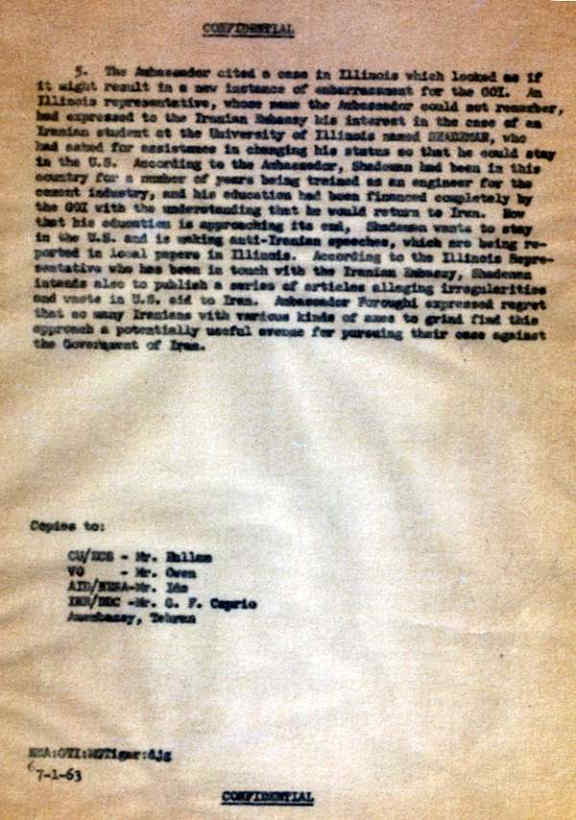 CONFIDENTIAL
5. The Ambassador cited a case in Illinois which looked as if
it might result in a new instance of embarrassment for the GOI. An
Illinois representative, whose name the Ambassador could not remember,
had expressed to the Iranian Embassy his interest in the case of an
Iranian student at the University of Illinois named SHADEMAN, who
had asked for assistance in changing his status so that he could stay
in the U.S. According to the Ambassador, Shademan had been in this
country for a number of years being trained as an engineer for the
cement industry, and his education had been financed completely by
the GOI with the understanding that he would return to Iran. Now
that his education is approaching its end, Shademan wants to stay
in the U.S. and is making anti-Iranian speeches, which are being re-
ported in local papers in Illinois. According to the Illinois Repre-
sentative who has been in touch with the Iranian Embassy, Shademan
intends also to publish a series of articles alleging irregularities
and waste in U.S. aid to Iran. Ambassador Foroughi expressed regret
that so many Iranians with various kinds of axes to grind find this
approach a potentially useful avenue for pursuing their case against
the Government of Iran.
Copies to:
- Mr. Hallam
VO - Mr. Owen
-Mr.
-Mr. G. F. Caprio
Amembassy, Tehran
NEA:GTI:
7-1-63
CONFIDENTIAL